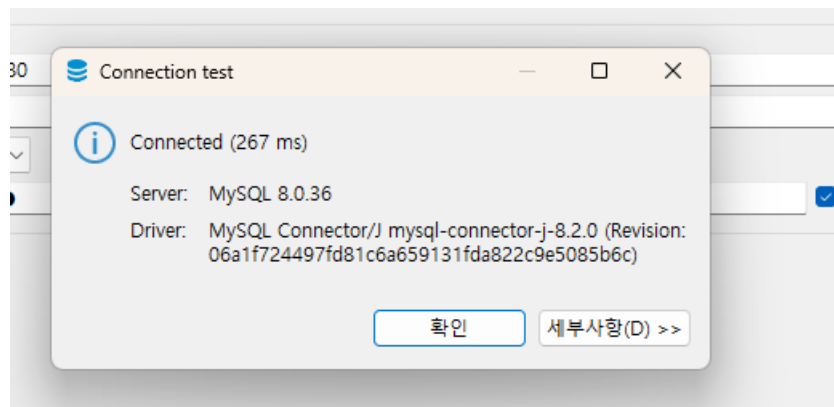 30
Connection test
Connected (267 ms)
Server: MySQL 8.0.36
Driver: MySQL Connector/J mysql-connector-j-8.2.0 (Revision:
06a1f724497fd81c6a659131fda822c9e5085b6c)
확인
세부사항(D) >>